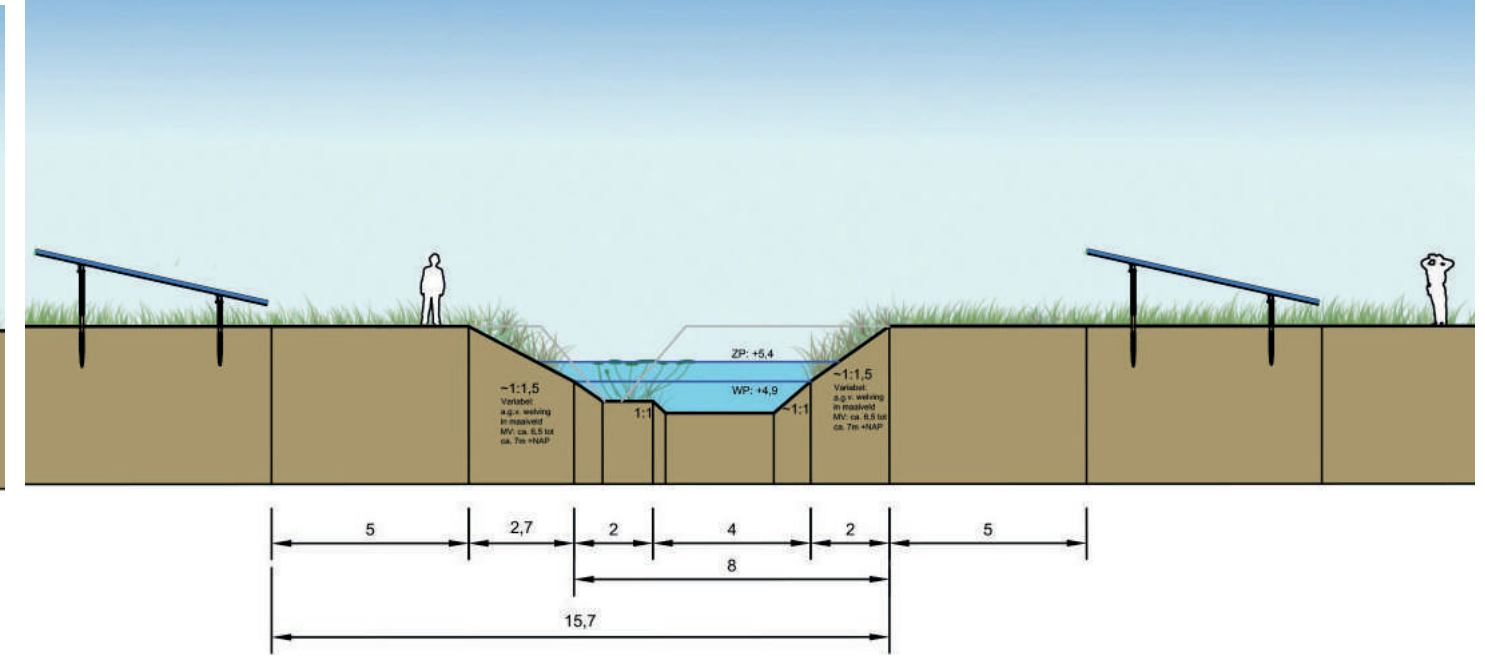 ZP: +5,4
WP: +4,9
~1:1,5
Variabel:
a.g.v. welving
in maaiveld
MV: ca. 6,5 tot
ca. 7m +NAP
1:1
~1:1
~1:1,5
Variabel:
a.g.v. welving
in maaiveld
MV: ca. 6,5 tot
ca. 7m +NAP
5
2,7
2
4
2
5
8
15,7